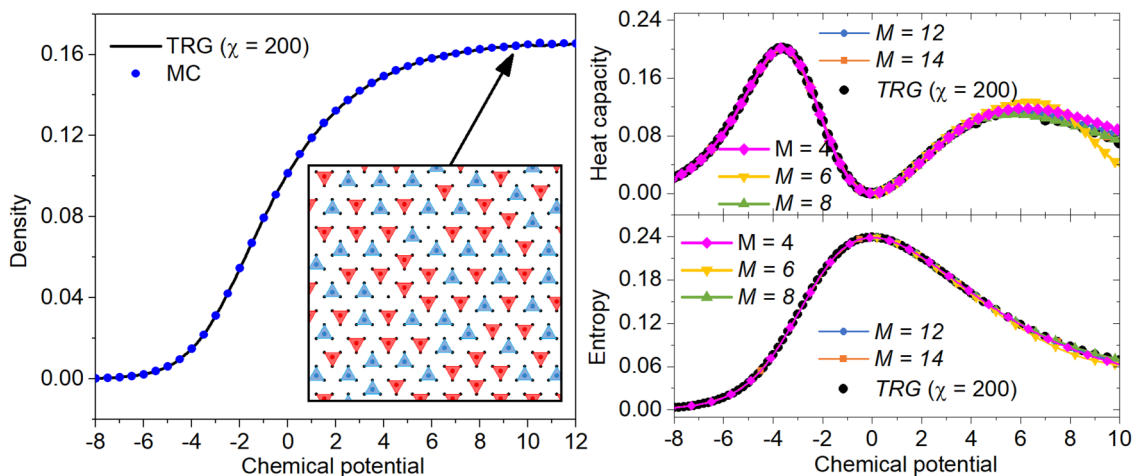 TRG (χ = 200)
MC
Density
0.16
0.12
0.08
0.04
0.00
-8 -6 -4 -2 0 2 4 6 8 10 12
Chemical potential
Heat capacity
0.24
0.16
0.08
0.00
M = 12
M = 14
TRG (χ = 200)
M = 4
M = 6
M = 8
Entropy
0.24
0.18
0.12
0.06
0.00
M = 4
M = 6
M = 8
M = 12
M = 14
TRG (χ = 200)
-8 -6 -4 -2 0 2 4 6 8 10
Chemical potential